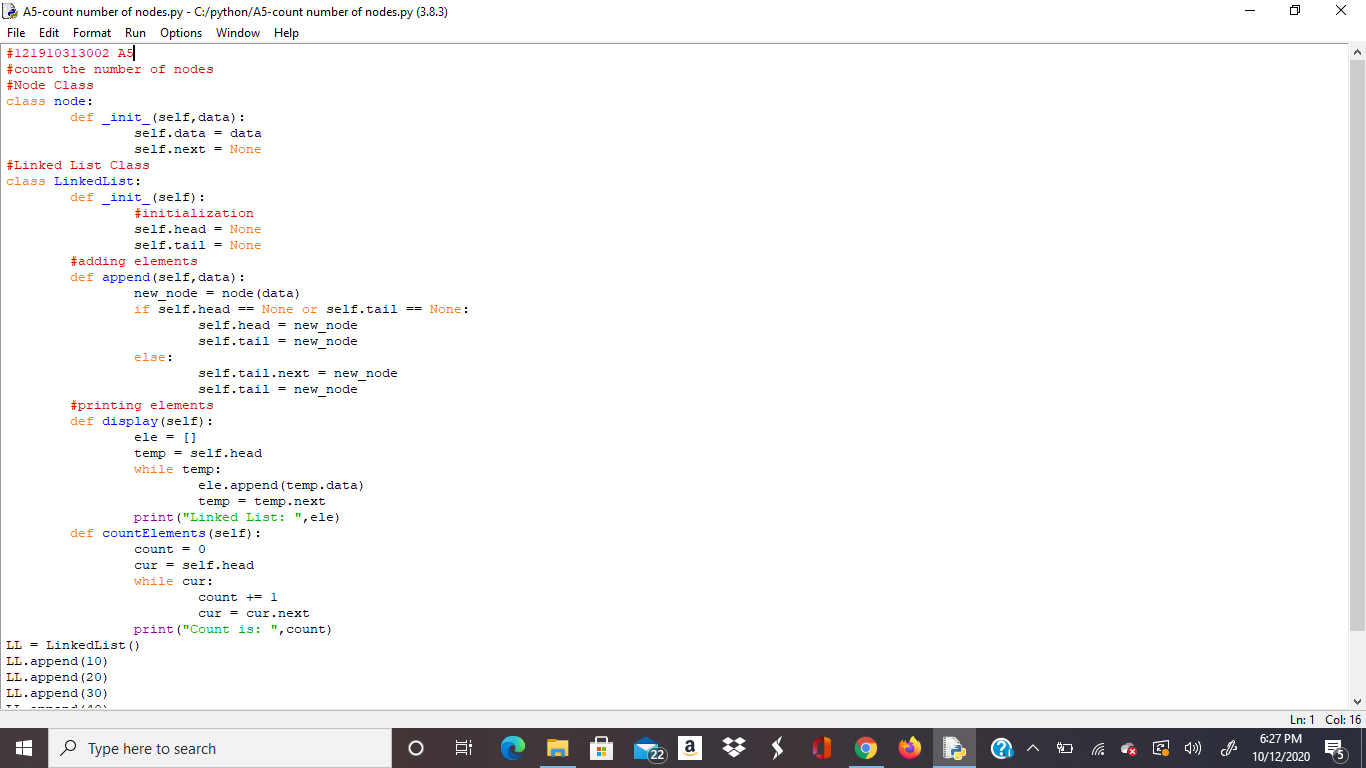 A5-count number of nodes.py - C:/python/A5-count number of nodes.py (3.8.3)
File Edit Format Run Options Window Help
#121910313002 A5
#count the number of nodes
#Node Class
class node:
        def _init_(self,data):
                self.data = data
                self.next = None
#Linked List Class
class LinkedList:
        def _init_(self):
                #initialization
                self.head = None
                self.tail = None
        #adding elements
        def append(self,data):
                new_node = node(data)
                if self.head == None or self.tail == None:
                        self.head = new_node
                        self.tail = new_node
                else:
                        self.tail.next = new_node
                        self.tail = new_node
        #printing elements
        def display(self):
                ele = []
                temp = self.head
                while temp:
                        ele.append(temp.data)
                        temp = temp.next
                print("Linked List: ",ele)
        def countElements(self):
                count = 0
                cur = self.head
                while cur:
                        count += 1
                        cur = cur.next
                print("Count is: ",count)
LL = LinkedList()
LL.append(10)
LL.append(20)
LL.append(30)
Ln: 1 Col: 16
Type here to search
22
a
6:27 PM
10/12/2020
5